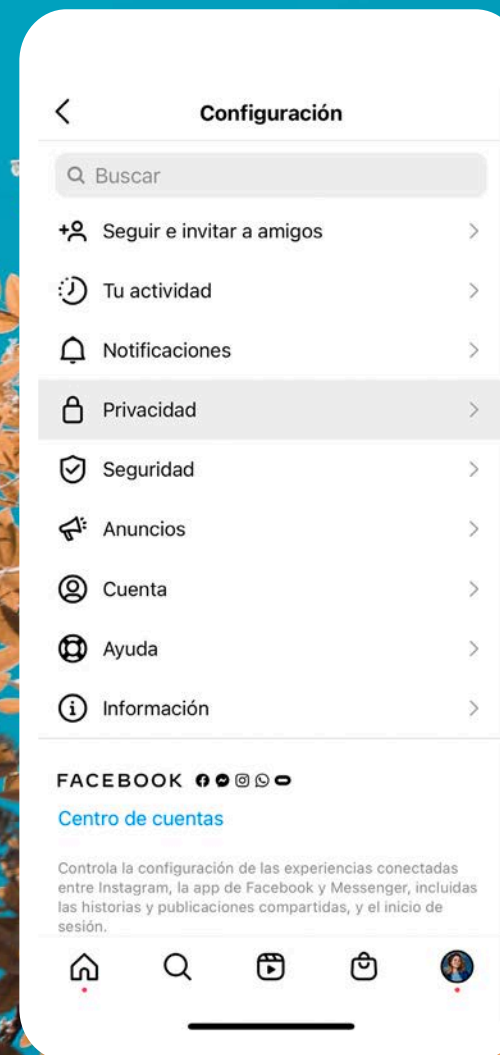 Configuración
Buscar
Seguir e invitar a amigos
Tu actividad
Notificaciones
Privacidad
Seguridad
Anuncios
Cuenta
Ayuda
Información
FACEBOOK
Centro de cuentas
Controla la configuración de las experiencias conectadas
entre Instagram, la app de Facebook y Messenger, incluidas
las historias y publicaciones compartidas, y el inicio de
sesión.